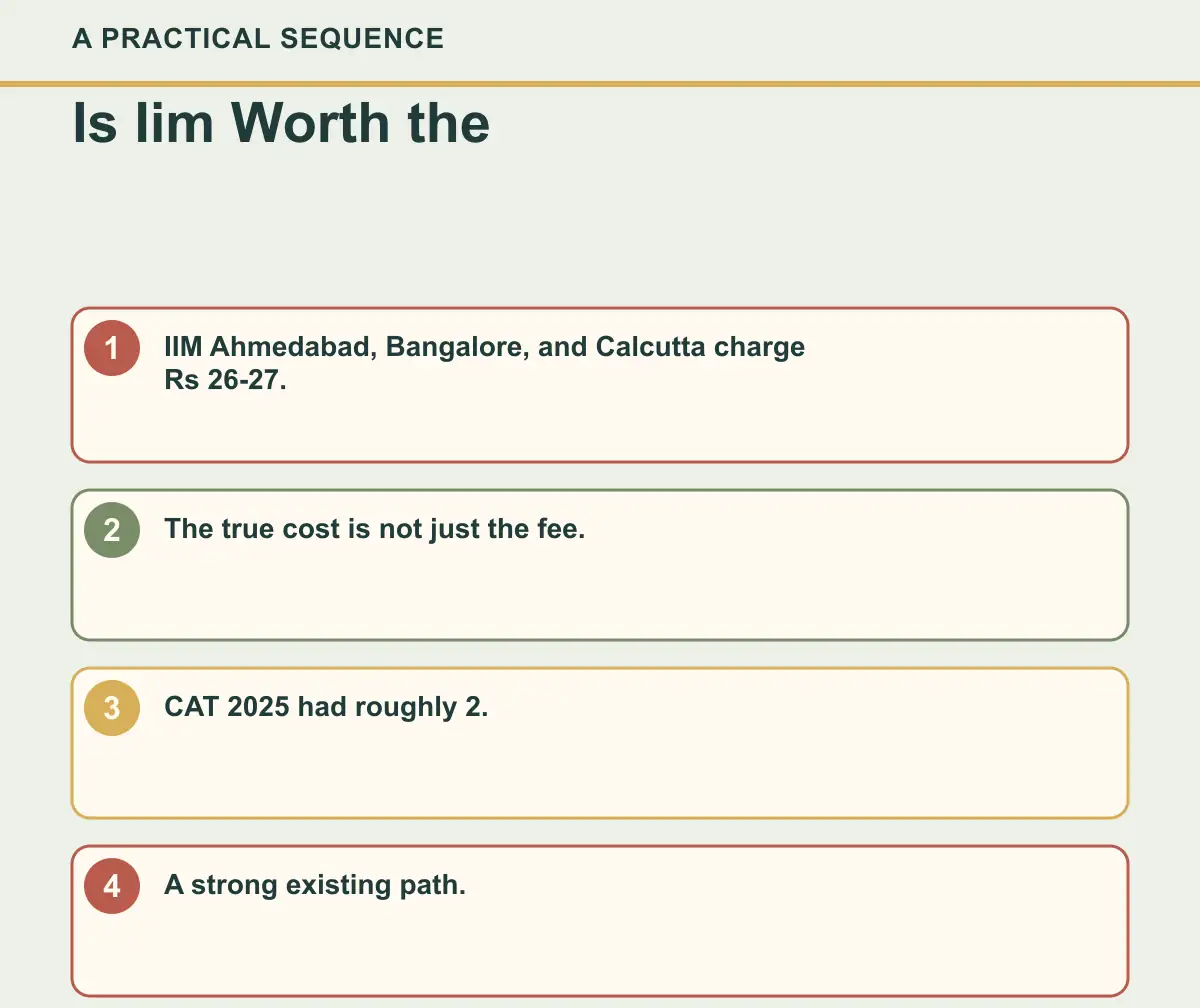 A PRACTICAL SEQUENCE
Is Iim Worth the
1
IIM Ahmedabad, Bangalore, and Calcutta charge
Rs 26-27.
2
The true cost is not just the fee.
3
CAT 2025 had roughly 2.
4
A strong existing path.